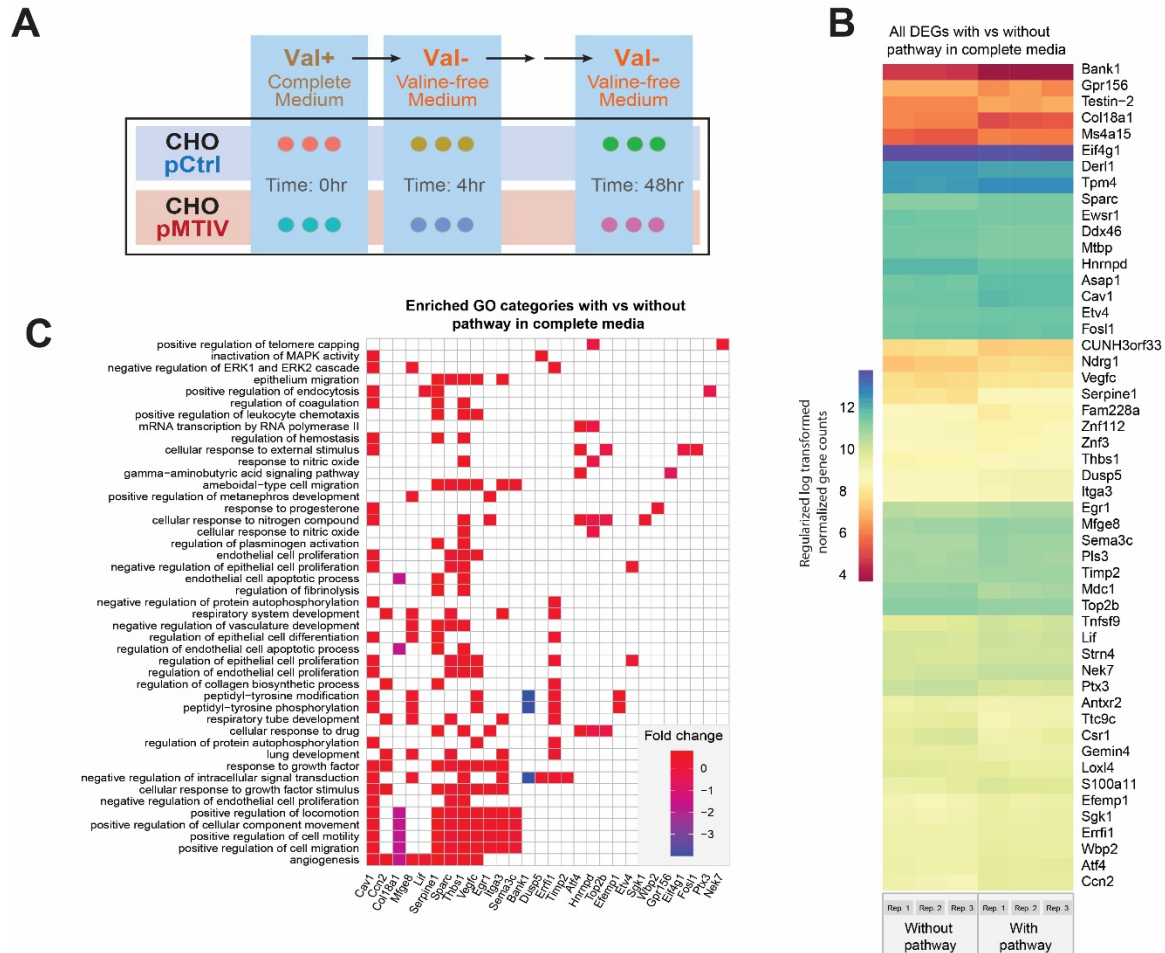 A
Val+
Complete
Medium
Val-
Valine-free
Medium
Val-
Valine-free
Medium
CHO
pCtrl
Time: 0hr
Time: 4hr
Time: 48hr
CHO
pMTIV
B
All DEGs with vs without
pathway in complete media
Bank1
Gpr156
Testin-2
Col18a1
Ms4a15
Eif4g1
Derl1
Tpm4
Sparc
Ewsr1
Ddx46
Mtbp
Hnrnpd
Asap1
Cav1
Etv4
Fosl1
CUNH3orf33
Ndrg1
Vegfc
Serpine1
Fam228a
Znf112
Znf3
Thbs1
Dusp5
Itga3
Egr1
Mfge8
Sema3c
Pls3
Timp2
Mdc1
Top2b
Tnfsf9
Lif
Strn4
Nek7
Ptx3
Antxr2
Ttc9c
Csr1
Gemin4
Loxl4
S100a11
Efemp1
Sgk1
Errfi1
Wbp2
Atf4
Ccn2
Regularized log transformed
normalized gene counts
12
10
8
6
4
Rep. 1 Rep. 2 Rep. 3 Rep. 1 Rep. 2 Rep. 3
Without
pathway
With
pathway
C
Enriched GO categories with vs without
pathway in complete media
positive regulation of telomere capping
inactivation of MAPK activity
negative regulation of ERK1 and ERK2 cascade
epithelium migration
positive regulation of endocytosis
regulation of coagulation
positive regulation of leukocyte chemotaxis
mRNA transcription by RNA polymerase II
regulation of hemostasis
cellular response to external stimulus
response to nitric oxide
gamma-aminobutyric acid signaling pathway
ameboidal-type cell migration
positive regulation of metanephros development
response to progesterone
cellular response to nitrogen compound
cellular response to nitric oxide
regulation of plasminogen activation
endothelial cell proliferation
negative regulation of epithelial cell proliferation
endothelial cell apoptotic process
regulation of fibrinolysis
negative regulation of protein autophosphorylation
respiratory system development
negative regulation of vasculature development
regulation of epithelial cell differentiation
regulation of endothelial cell apoptotic process
regulation of epithelial cell proliferation
regulation of endothelial cell proliferation
regulation of collagen biosynthetic process
peptidyl-tyrosine modification
peptidyl-tyrosine phosphorylation
respiratory tube development
cellular response to drug
regulation of protein autophosphorylation
lung development
response to growth factor
negative regulation of intracellular signal transduction
cellular response to growth factor stimulus
negative regulation of endothelial cell proliferation
positive regulation of locomotion
positive regulation of cellular component movement
positive regulation of cell motility
positive regulation of cell migration
angiogenesis
Fold change
0
-1
-2
-3
Cav1
Ccn2
Col18a1
Mfge8
Lif
Serpine1
Sparc
Thbs1
Vegfc
Egr1
Itga3
Sema3c
Bank1
Dusp5
Errfi1
Timp2
Atf4
Hnrnpd
Top2b
Efemp1
Etv4
Sgk1
Wbp2
Gpr156
Eif4g1
Fosl1
Ptx3
Nek7